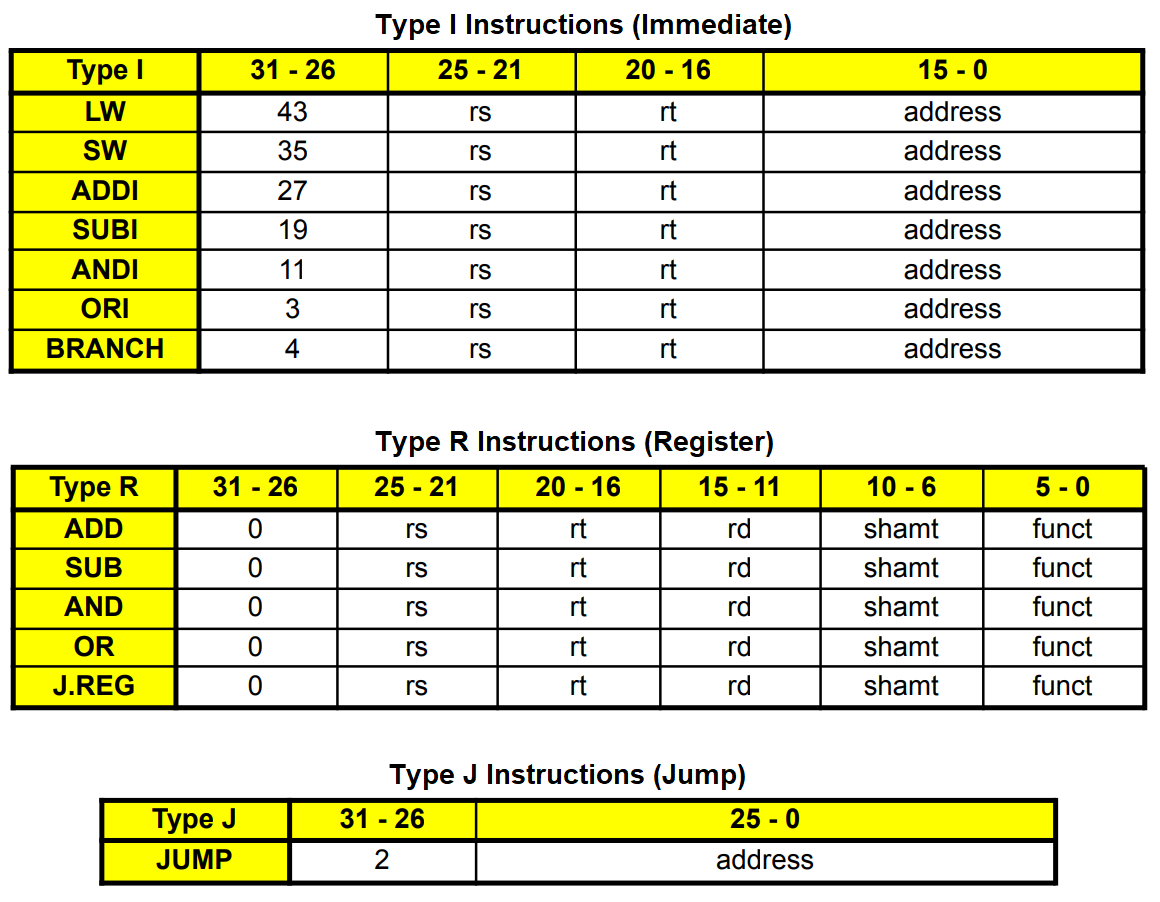 Type I Instructions (Immediate)
Type I 31 - 26 25 - 21 20 - 16 15 - 0
LW 43 rs rt address
SW 35 rs rt address
ADDI 27 rs rt address
SUBI 19 rs rt address
ANDI 11 rs rt address
ORI 3 rs rt address
BRANCH 4 rs rt address
Type R Instructions (Register)
Type R 31 - 26 25 - 21 20 - 16 15 - 11 10 - 6 5 - 0
ADD 0 rs rt rd shamt funct
SUB 0 rs rt rd shamt funct
AND 0 rs rt rd shamt funct
OR 0 rs rt rd shamt funct
J.REG 0 rs rt rd shamt funct
Type J Instructions (Jump)
Type J 31 - 26 25 - 0
JUMP 2 address